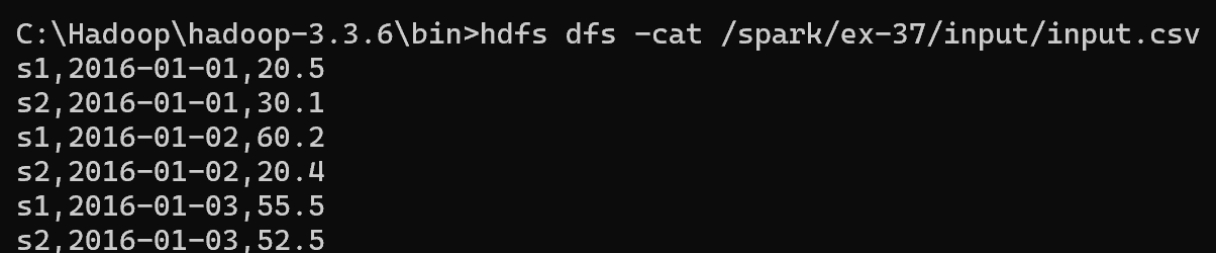 C:\Hadoop\hadoop-3.3.6\bin>hdfs dfs -cat /spark/ex-37/input/input.csv
s1,2016-01-01,20.5
s2,2016-01-01,30.1
s1,2016-01-02,60.2
s2,2016-01-02,20.4
s1,2016-01-03,55.5
s2,2016-01-03,52.5